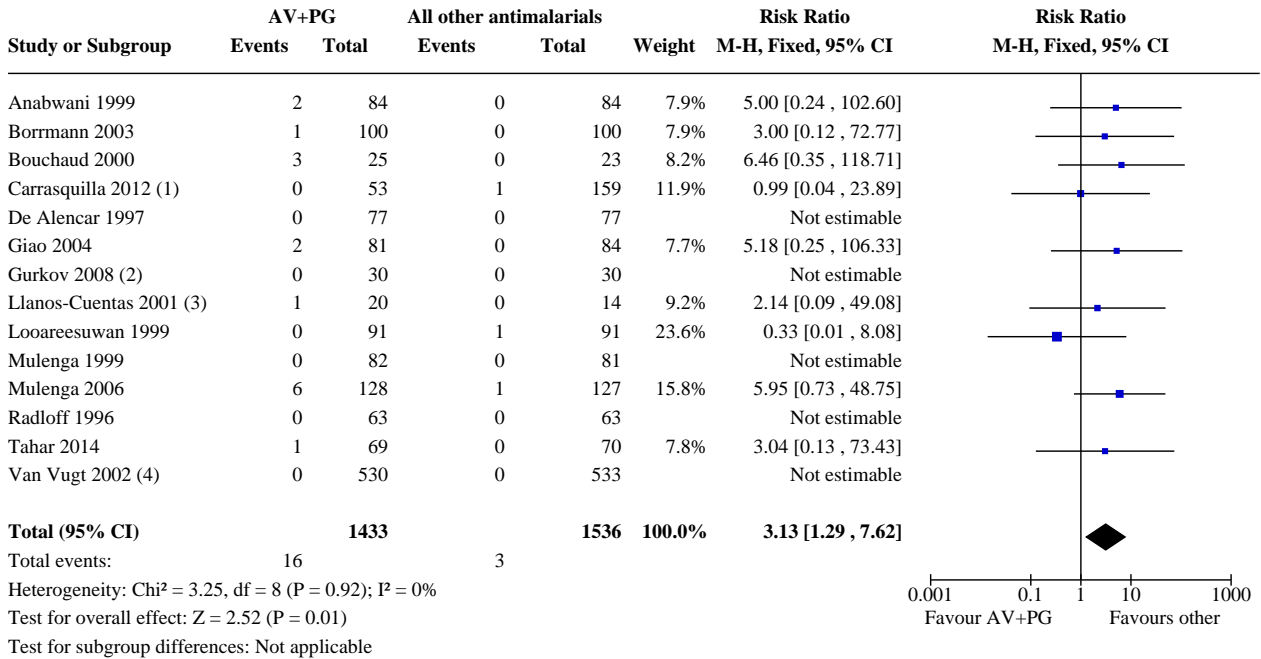 AV+PG All other antimalarials Risk Ratio Risk Ratio
Study or Subgroup Events Total Events Total Weight M-H, Fixed, 95% CI M-H, Fixed, 95% CI
Anabwani 1999 2 84 0 84 7.9% 5.00 [0.24 , 102.60]
Borrmann 2003 1 100 0 100 7.9% 3.00 [0.12 , 72.77]
Bouchaud 2000 3 25 0 23 8.2% 6.46 [0.35 , 118.71]
Carrasquilla 2012 (1) 0 53 1 159 11.9% 0.99 [0.04 , 23.89]
De Alencar 1997 0 77 0 77 Not estimable
Giao 2004 2 81 0 84 7.7% 5.18 [0.25 , 106.33]
Gurkov 2008 (2) 0 30 0 30 Not estimable
Llanos-Cuentas 2001 (3) 1 20 0 14 9.2% 2.14 [0.09 , 49.08]
Looareesuwan 1999 0 91 1 91 23.6% 0.33 [0.01 , 8.08]
Mulenga 1999 0 82 0 81 Not estimable
Mulenga 2006 6 128 1 127 15.8% 5.95 [0.73 , 48.75]
Radloff 1996 0 63 0 63 Not estimable
Tahar 2014 1 69 0 70 7.8% 3.04 [0.13 , 73.43]
Van Vugt 2002 (4) 0 530 0 533 Not estimable
Total (95% CI) 1433 1536 100.0% 3.13 [1.29 , 7.62]
Total events: 16 3
Heterogeneity: Chi² = 3.25, df = 8 (P = 0.92); I² = 0%
Test for overall effect: Z = 2.52 (P = 0.01)
Test for subgroup differences: Not applicable
0.001 0.1 1 10 1000
Favour AV+PG Favours other